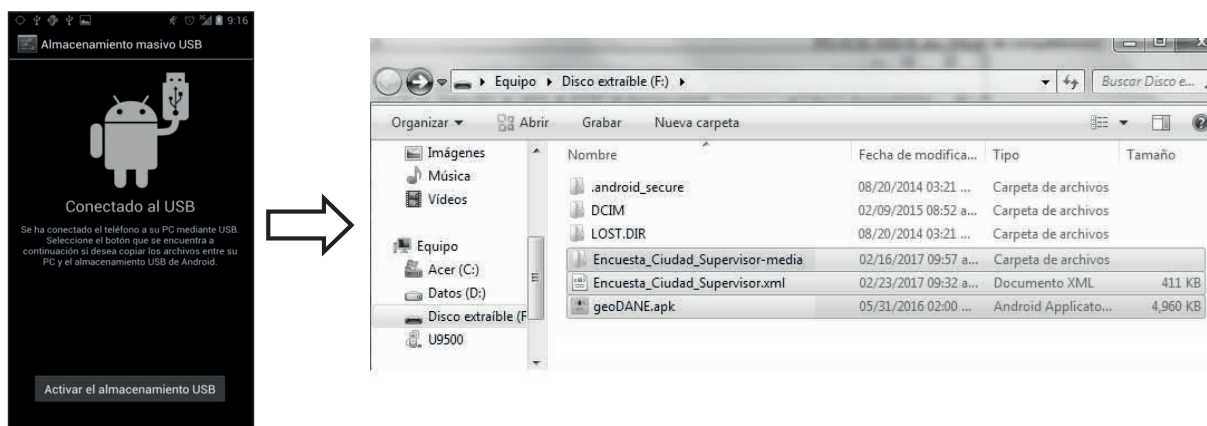 9:16
Almacenamiento masivo USB
Conectado al USB
Se ha conectado el teléfono a su PC mediante USB.
Seleccione el botón que se encuentra a
continuación si desea copiar los archivos entre su
PC y el almacenamiento USB de Android.
Activar el almacenamiento USB
Equipo Disco extraíble (F:)
Buscar Disco e...
Organizar Abrir Grabar Nueva carpeta
Imágenes
Música
Vídeos
Equipo
Acer (C:)
Datos (D:)
Disco extraíble (F
U9500
Nombre Fecha de modifica... Tipo Tamaño
.android_secure 08/20/2014 03:21 ... Carpeta de archivos
DCIM 02/09/2015 08:52 a... Carpeta de archivos
LOST.DIR 08/20/2014 03:21 ... Carpeta de archivos
Encuesta_Ciudad_Supervisor-media 02/16/2017 09:57 a... Carpeta de archivos
Encuesta_Ciudad_Supervisor.xml 02/23/2017 09:32 a... Documento XML 411 KB
geoDANE.apk 05/31/2016 02:00 ... Android Applicato... 4,960 KB